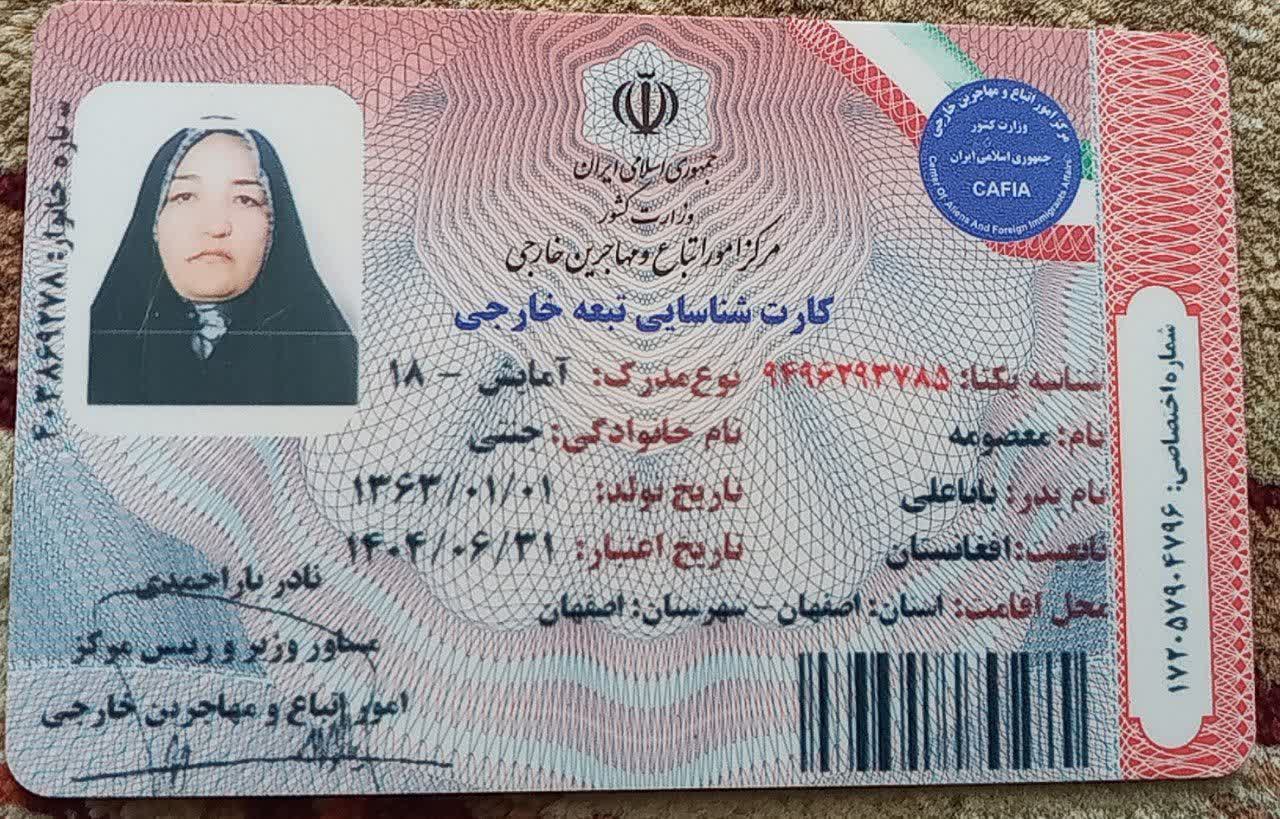 جمهوری اسلامی ایران
وزارت کشور
مرکز امور اتباع و مهاجرین خارجی
کارت شناسایی تبعه خارجی
مرکز امور اتباع و مهاجرین خارجی
وزارت کشور
جمهوری اسلامی ایران
CAFIA
Center Of Aliens And Foreign Immigrants Affairs
شناسه یکتا: ۹۴۹۶۲۹۳۷۸۵ نوع مدرک: آمایش - ۱۸
نام: معصومه نام خانوادگی: حسنی
نام پدر: باباعلی تاریخ تولد: ۱۳۶۳/۰۱/۰۱
تابعیت: افغانستان تاریخ اعتبار: ۱۴۰۴/۰۶/۳۱
محل اقامت: استان: اصفهان - شهرستان: اصفهان
نادر یاراحمدی
مشاور وزیر و رییس مرکز
امور اتباع و مهاجرین خارجی
شماره خانوار:
شماره اختصاصی: ۱۷۲۰۵۷۹۰۴۷۹۶